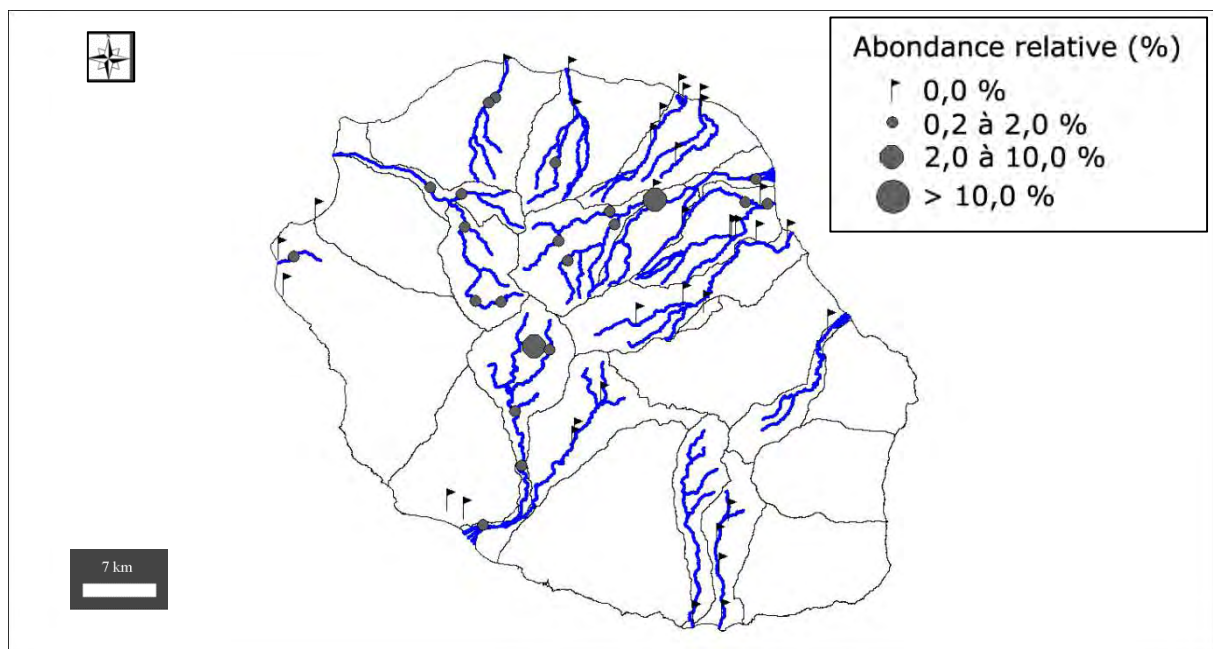 Abondance relative (%)
0,0 %
0,2 à 2,0 %
2,0 à 10,0 %
> 10,0 %
7 km